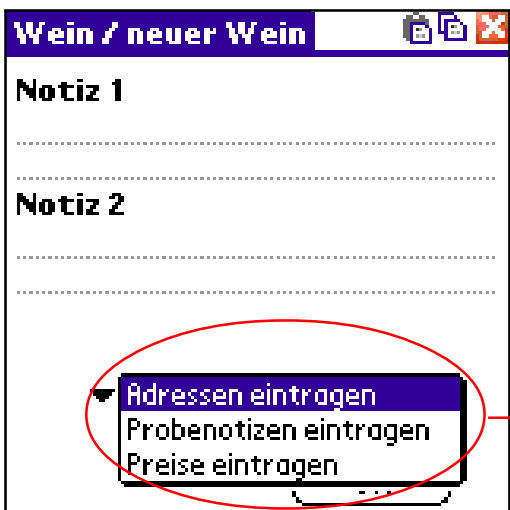 Wein / neuer Wein
Notiz 1
Notiz 2
Adressen eintragen
Probenotizen eintragen
Preise eintragen